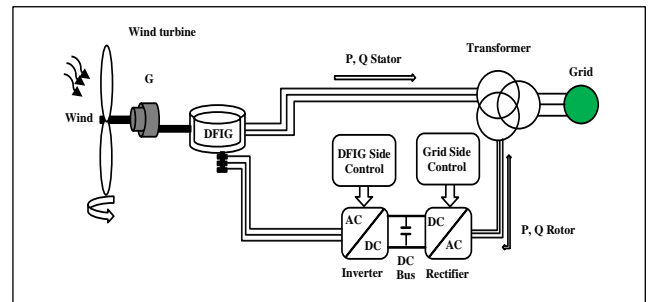 Wind turbine
G
Wind
DFIG
P, Q Stator
Transformer
Grid
DFIG Side
Control
Grid Side
Control
AC
DC
DC
AC
Inverter
DC
Bus
Rectifier
P, Q Rotor